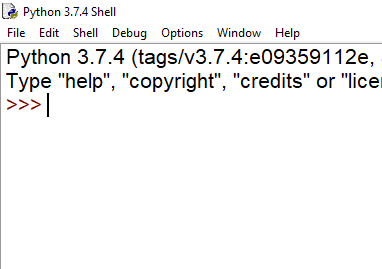 Python 3.7.4 Shell
File Edit Shell Debug Options Window Help
Python 3.7.4 (tags/v3.7.4:e09359112e,
Type "help", "copyright", "credits" or "licen
>>>